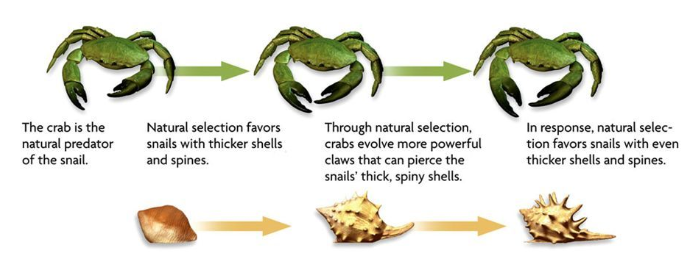 The crab is the
natural predator
of the snail.
Natural selection favors
snails with thicker shells
and spines.
Through natural selection,
crabs evolve more powerful
claws that can pierce the
snails' thick, spiny shells.
In response, natural selec-
tion favors snails with even
thicker shells and spines.